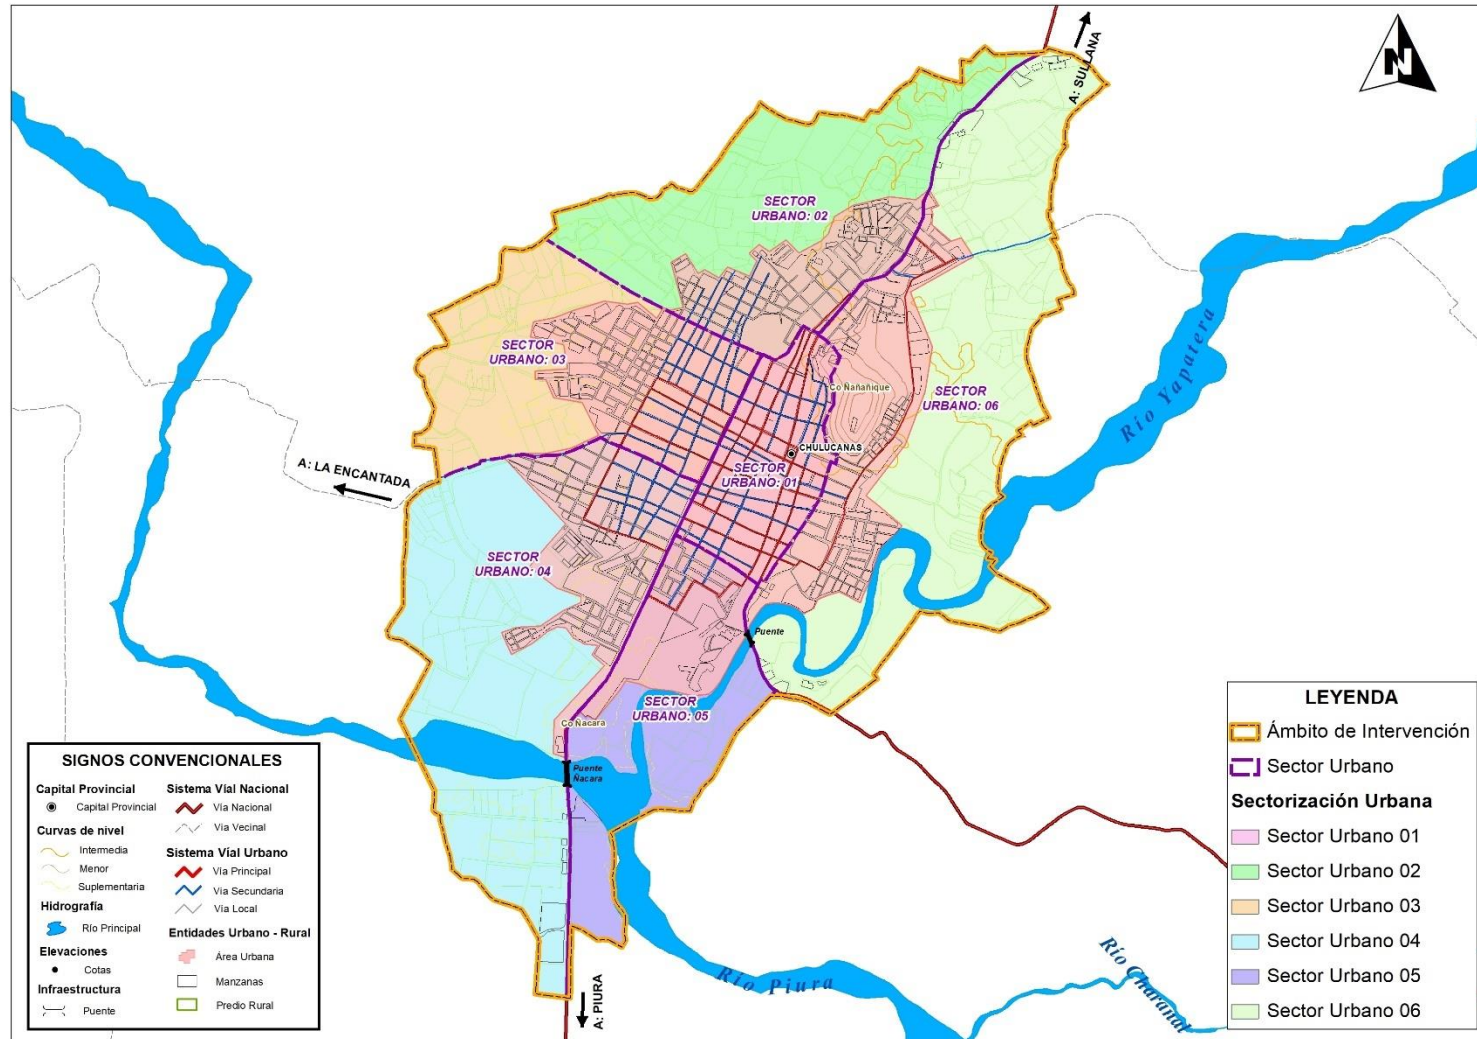 A: SULLANA
N
SECTOR
URBANO: 02
SECTOR
URBANO: 03
Río Yapatera
Co Ñañañique
SECTOR
URBANO: 06
CHULUCANAS
SECTOR
URBANO: 01
A: LA ENCANTADA
SECTOR
URBANO: 04
Puente
SECTOR
URBANO: 05
Co Ñacara
Puente
Ñacara
Río Piura
Río Charanal
A: PIURA
SIGNOS CONVENCIONALES
Capital Provincial
Capital Provincial
Curvas de nivel
Intermedia
Menor
Suplementaria
Hidrografía
Río Principal
Elevaciones
Cotas
Infraestructura
Puente
Sistema Víal Nacional
Vía Nacional
Vía Vecinal
Sistema Víal Urbano
Vía Principal
Vía Secundaria
Vía Local
Entidades Urbano - Rural
Área Urbana
Manzanas
Predio Rural
LEYENDA
Ámbito de Intervención
Sector Urbano
Sectorización Urbana
Sector Urbano 01
Sector Urbano 02
Sector Urbano 03
Sector Urbano 04
Sector Urbano 05
Sector Urbano 06